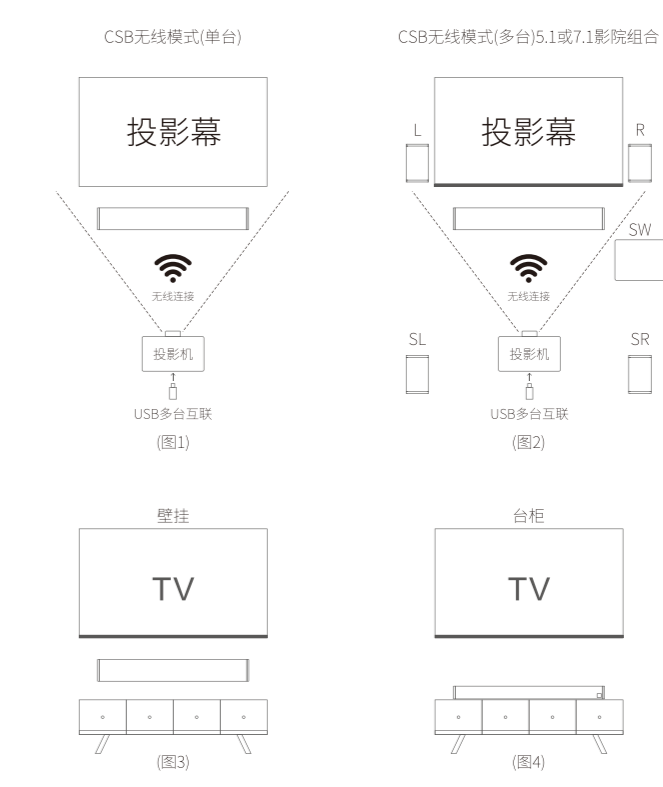 CSB无线模式(单台)
CSB无线模式(多台)5.1或7.1影院组合
投影幕
L
投影幕
R
SW
无线连接
无线连接
投影机
SL
投影机
SR
USB多台互联
USB多台互联
(图1)
(图2)
壁挂
台柜
TV
TV
(图3)
(图4)